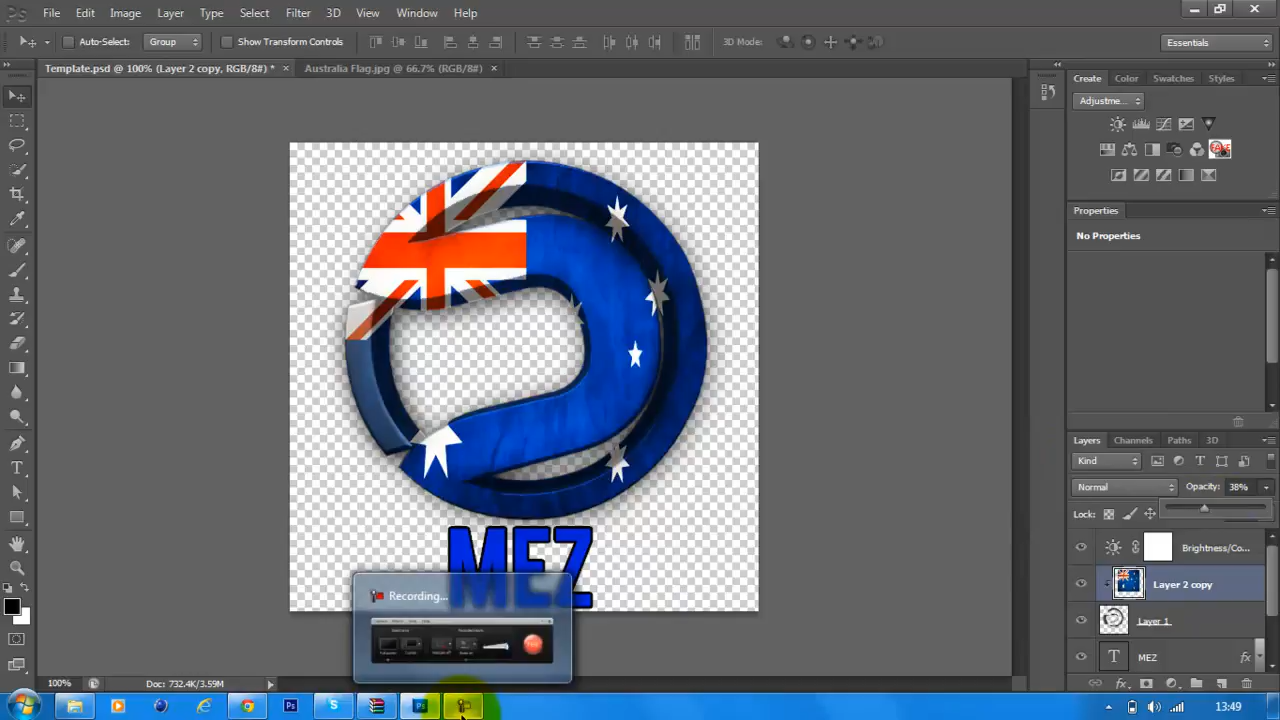 File Edit Image Layer Type Select Filter 3D View Window Help
Auto-Select: Group Show Transform Controls 3D Mode: Essentials
Template.psd @ 100% (Layer 2 copy, RGB/8#) * Australia Flag.jpg @ 66.7% (RGB/8#)
Create Color Swatches Styles
Adjustme...
Properties
No Properties
Layers Channels Paths 3D
Kind
Normal Opacity: 38%
Lock:
Brightness/Co...
Layer 2 copy
Layer 1
T MEZ fx
MEZ
Recording...
100% Doc: 732.4K/3.59M
13:49